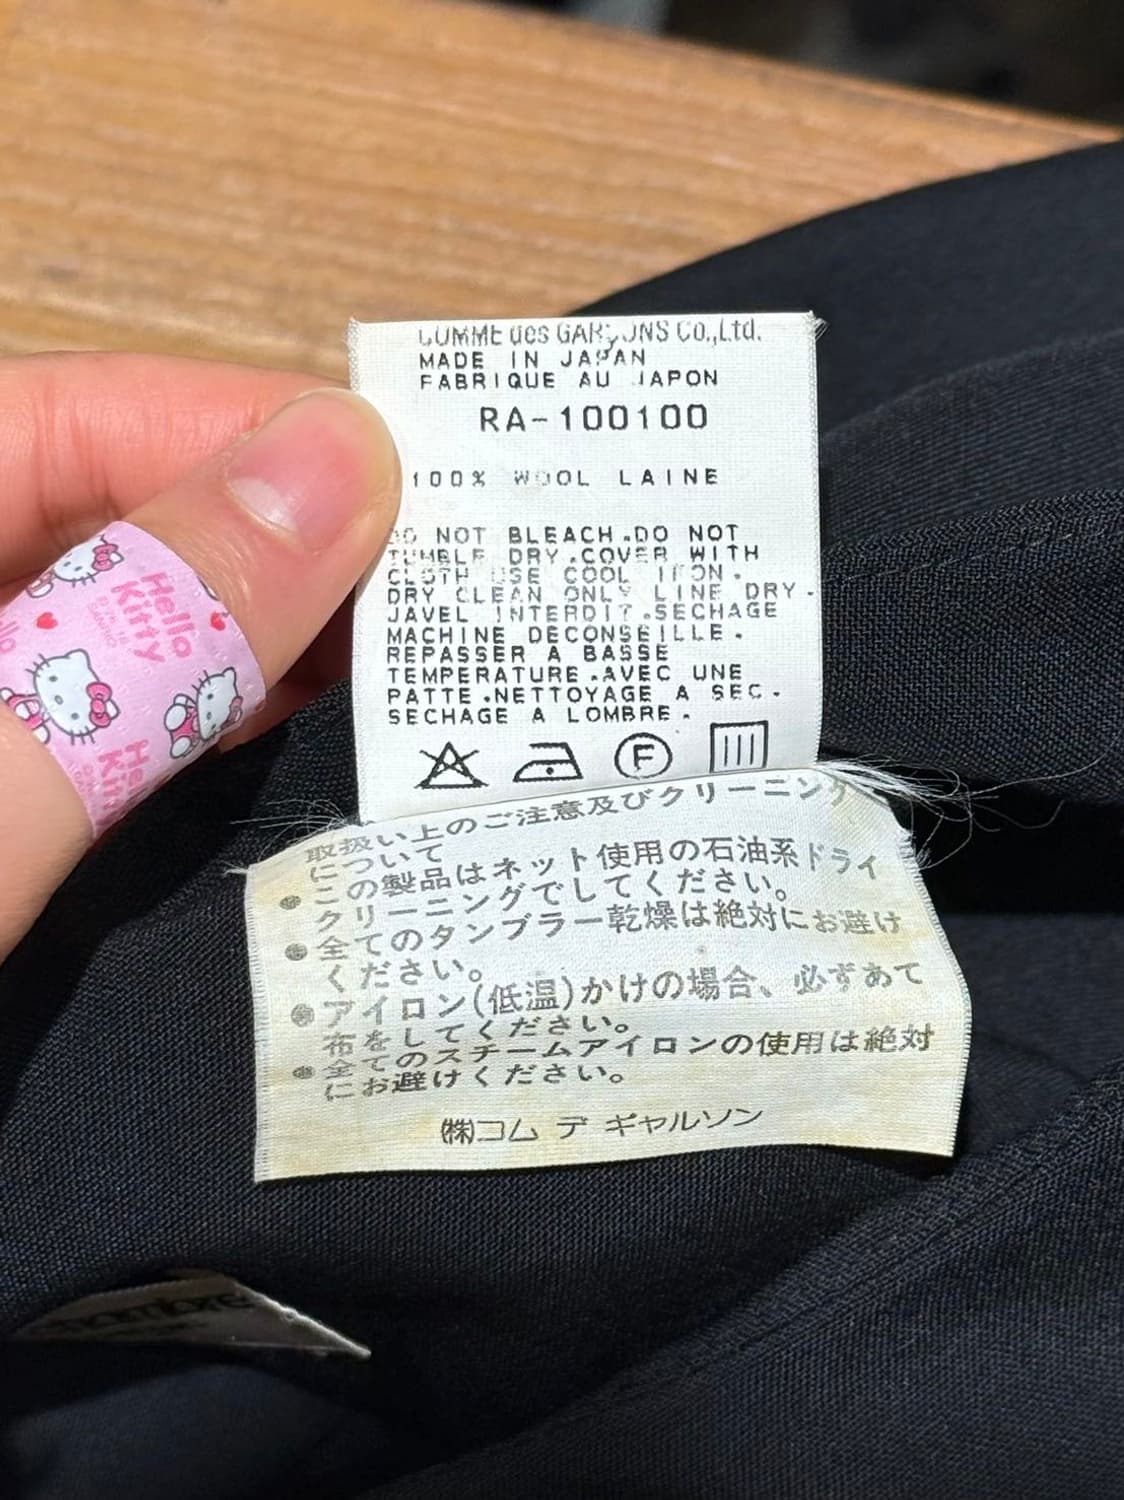 COMME des GARÇONS Co.,Ltd.
MADE IN JAPAN
FABRIQUE AU JAPON
RA-100100
100% WOOL LAINE
DO NOT BLEACH.DO NOT
TUMBLE DRY.COVER WITH
CLOTH USE COOL IRON.
DRY CLEAN ONLY LINE DRY.
JAVEL INTERDIT.SECHAGE
MACHINE DECONSEILLE.
REPASSER A BASSE
TEMPERATURE.AVEC UNE
PATTE.NETTOYAGE A SEC.
SECHAGE A LOMBRE.
F
取扱い上のご注意及びクリーニング
について
●この製品はネット使用の石油系ドライ
クリーニングでしてください。
●全てのタンブラー乾燥は絶対にお避け
ください。
●アイロン(低温)かけの場合、必ずあて
布をしてください。
●全てのスチームアイロンの使用は絶対
にお避けください。
㈱コム デ ギャルソン
Hello
Kitty